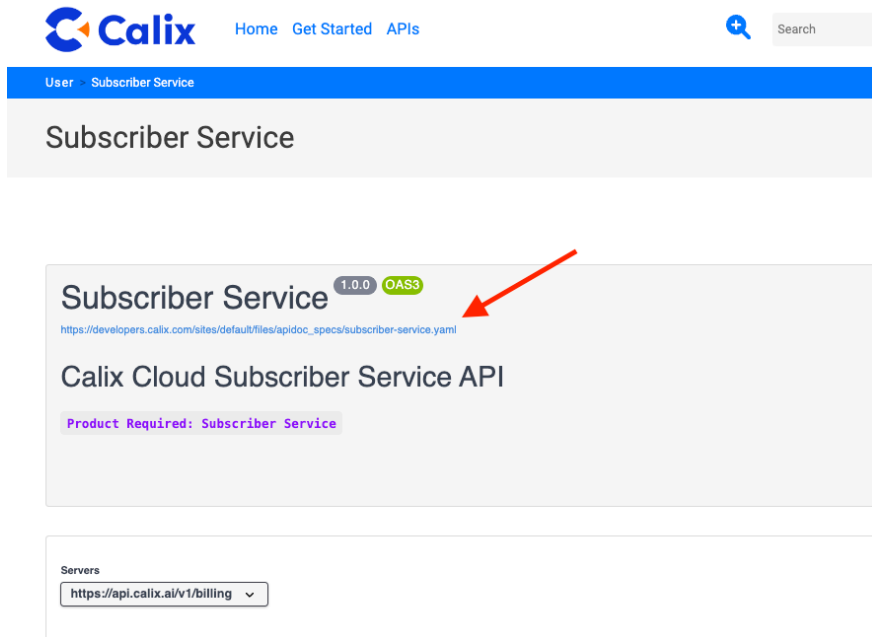 Calix Home Get Started APIs Search
User > Subscriber Service
Subscriber Service
Subscriber Service 1.0.0 OAS3
https://developers.calix.com/sites/default/files/apidoc_specs/subscriber-service.yaml
Calix Cloud Subscriber Service API
Product Required: Subscriber Service
Servers
https://api.calix.ai/v1/billing